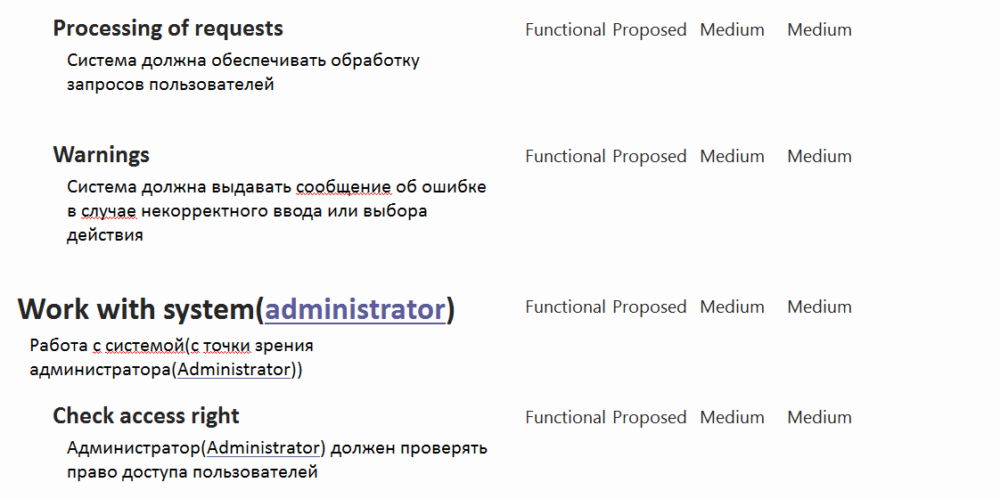 Processing of requests Functional Proposed Medium Medium
Система должна обеспечивать обработку
запросов пользователей
Warnings Functional Proposed Medium Medium
Система должна выдавать сообщение об ошибке
в случае некорректного ввода или выбора
действия
Work with system(administrator) Functional Proposed Medium Medium
Работа с системой(с точки зрения
администратора(Administrator))
Check access right Functional Proposed Medium Medium
Администратор(Administrator) должен проверять
право доступа пользователей